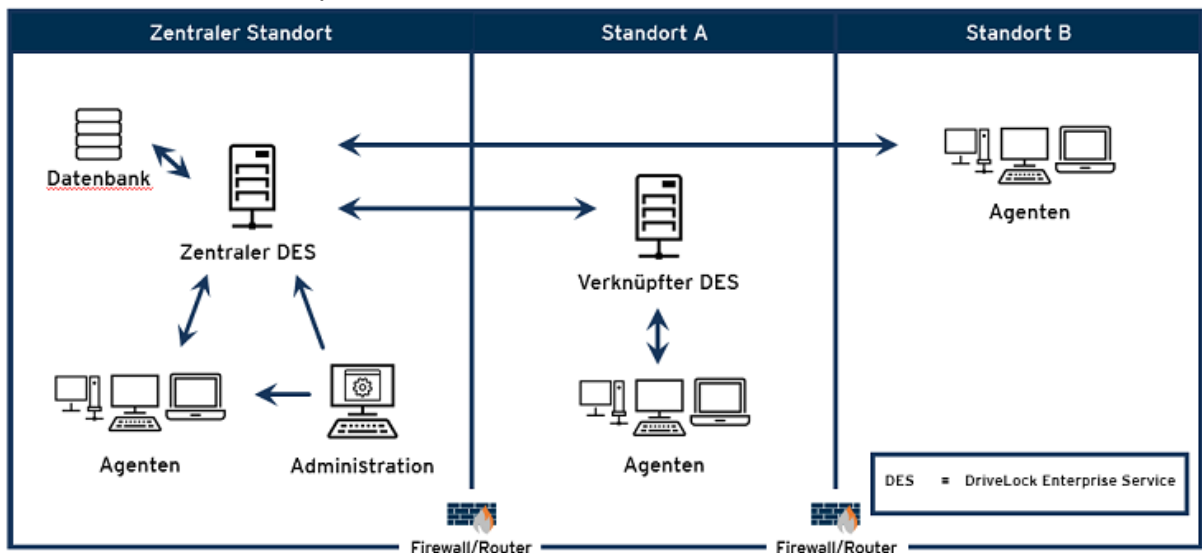 Zentraler Standort
Standort A
Standort B
Datenbank
Zentraler DES
Agenten
Administration
Verknüpfter DES
Agenten
Agenten
DES = DriveLock Enterprise Service
Firewall/Router
Firewall/Router